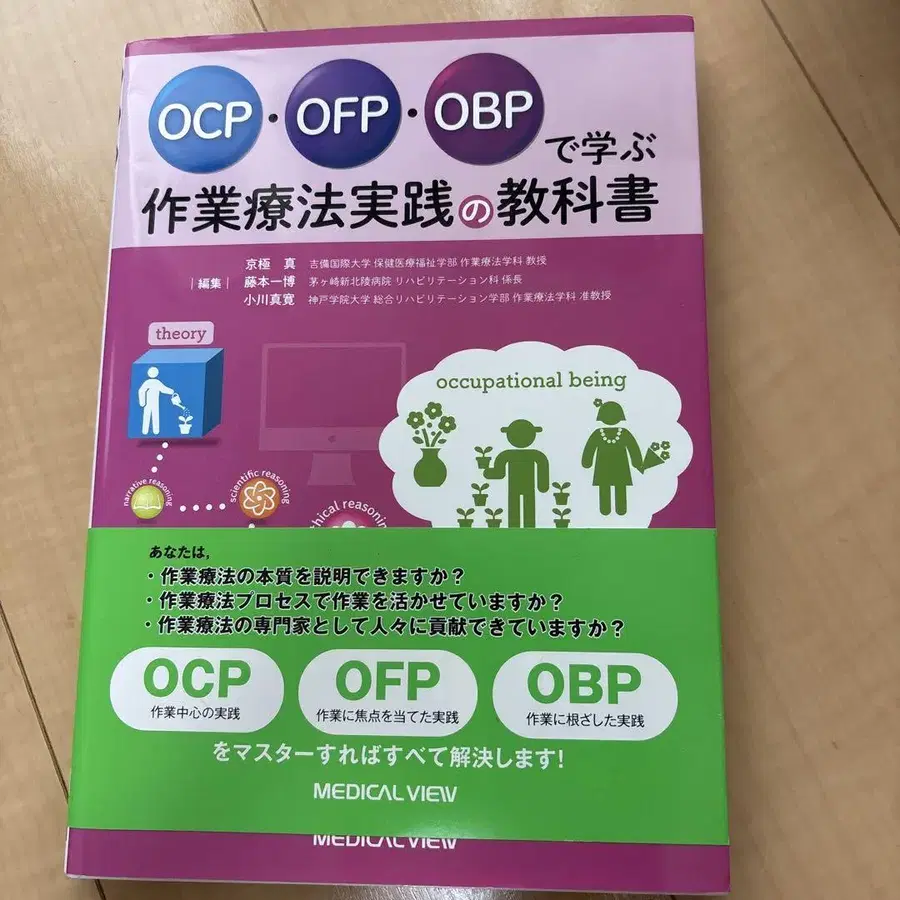 OCP・OFP・OBPで学ぶ
作業療法実践の教科書
|編集|
京極 真 吉備国際大学 保健医療福祉学部 作業療法学科 教授
藤本一博 茅ヶ崎新北陵病院 リハビリテーション科 係長
小川真寛 神戸学院大学 総合リハビリテーション学部 作業療法学科 准教授
theory
occupational being
narrative reasoning
scientific reasoning
hical reasoning
あなたは,
・作業療法の本質を説明できますか?
・作業療法プロセスで作業を活かせていますか?
・作業療法の専門家として人々に貢献できていますか?
OCP
作業中心の実践
OFP
作業に焦点を当てた実践
OBP
作業に根ざした実践
をマスターすればすべて解決します!
MEDICAL VIEW
MEDICAL VIEW